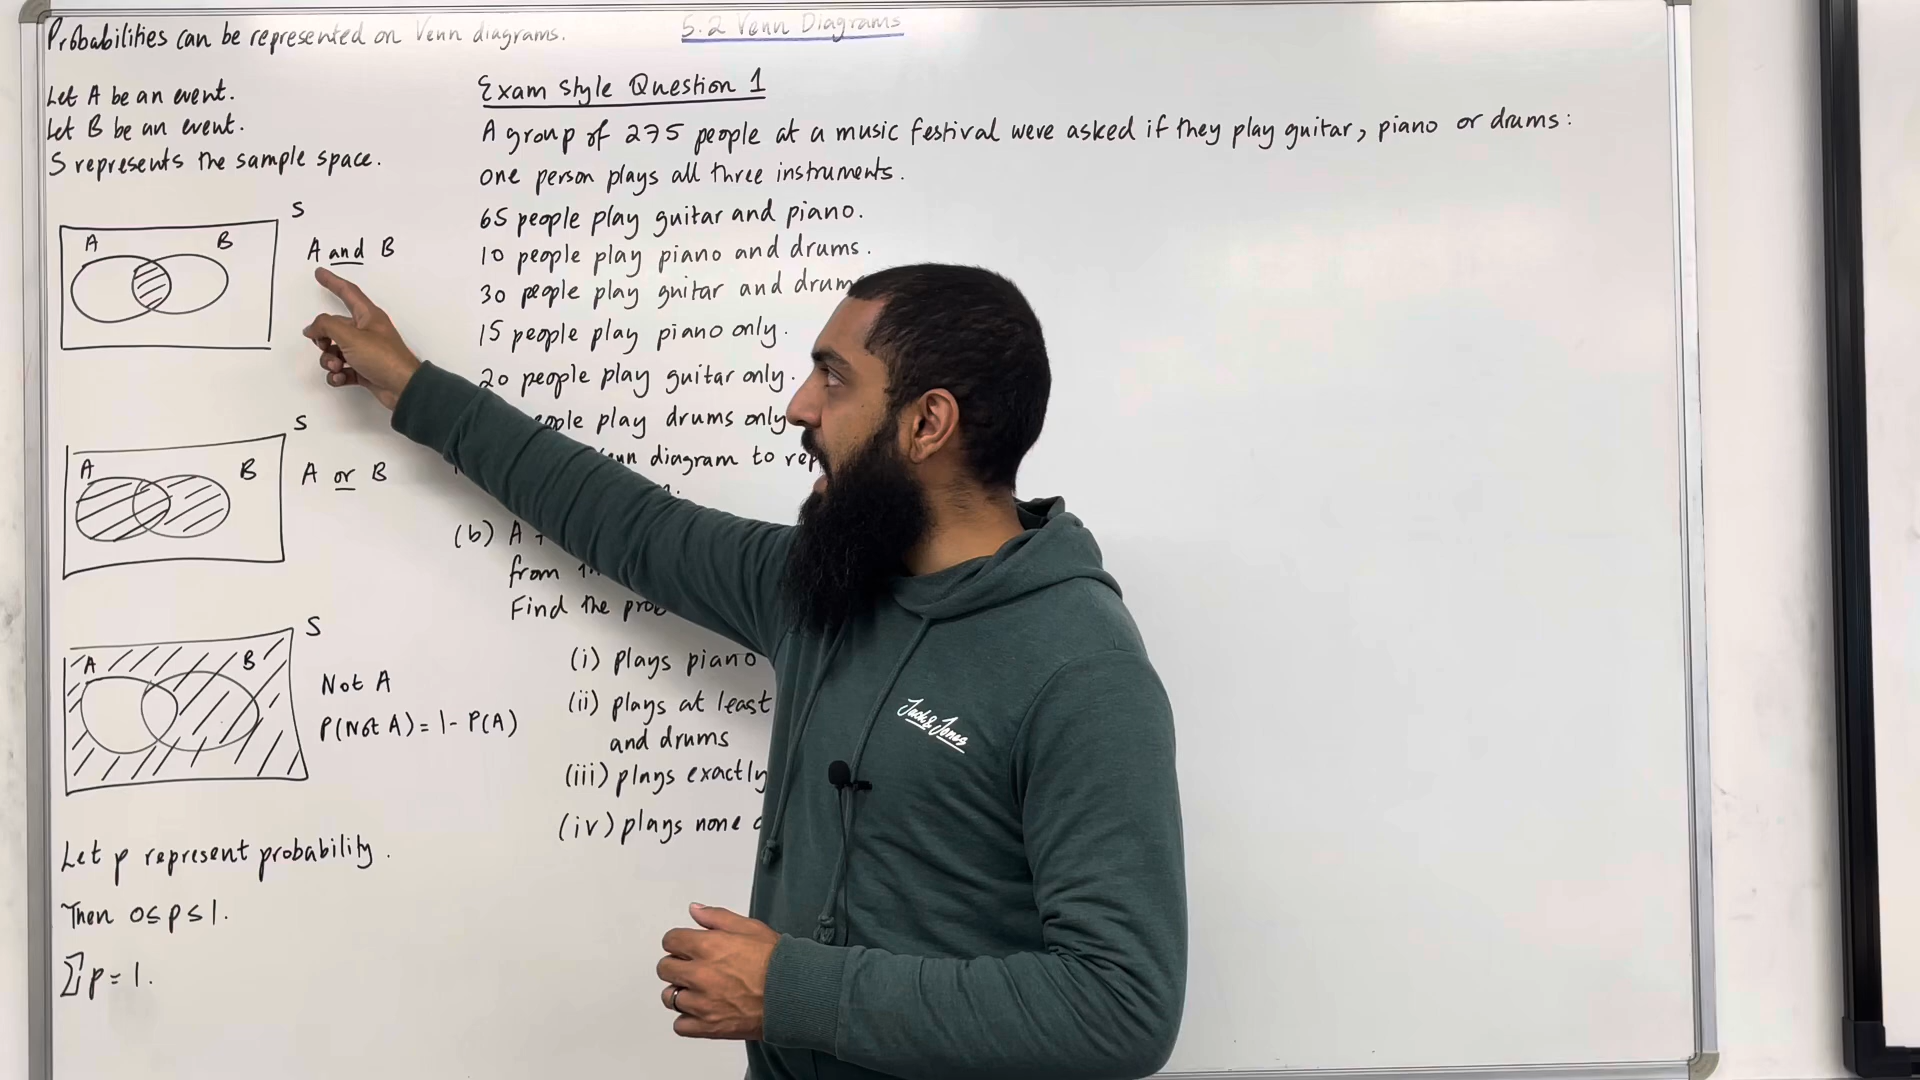 Probabilities can be represented on Venn diagrams.
5.2 Venn Diagrams
Let A be an event.
Let B be an event.
S represents the sample space.
S
A B
A and B
S
A B
A or B
S
A B
Not A
P(Not A) = 1 - P(A)
Let p represent probability.
Then 0≤p≤1.
∑p = 1.
Exam Style Question 1
A group of 275 people at a music festival were asked if they play guitar, piano or drums:
one person plays all three instruments.
65 people play guitar and piano.
10 people play piano and drums.
30 people play guitar and drum
15 people play piano only.
20 people play guitar only.
play drums only
diagram to rep
(b) A
from
Find the pro
(i) plays piano
(ii) plays at least
and drums
(iii) plays exactly
(iv) plays none
Jack & Jones